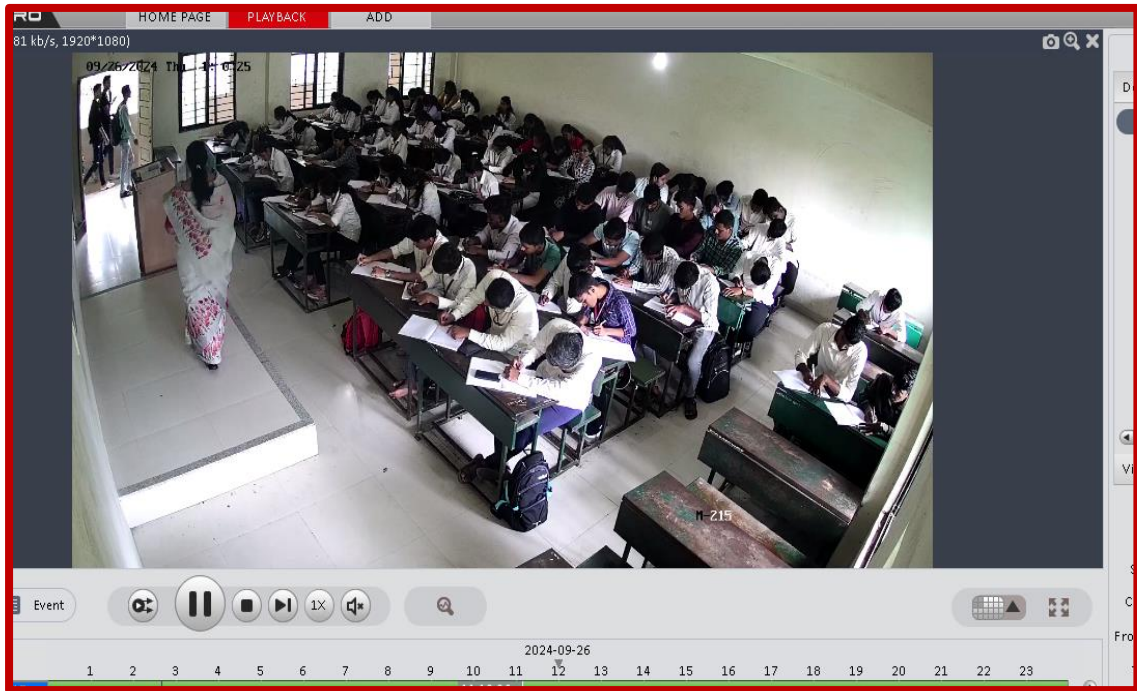 HOME PAGE PLAYBACK ADD
81 kb/s, 1920*1080)
09/26/2024 Thu
M-215
Event
1X
2024-09-26
1 2 3 4 5 6 7 8 9 10 11 12 13 14 15 16 17 18 19 20 21 22 23